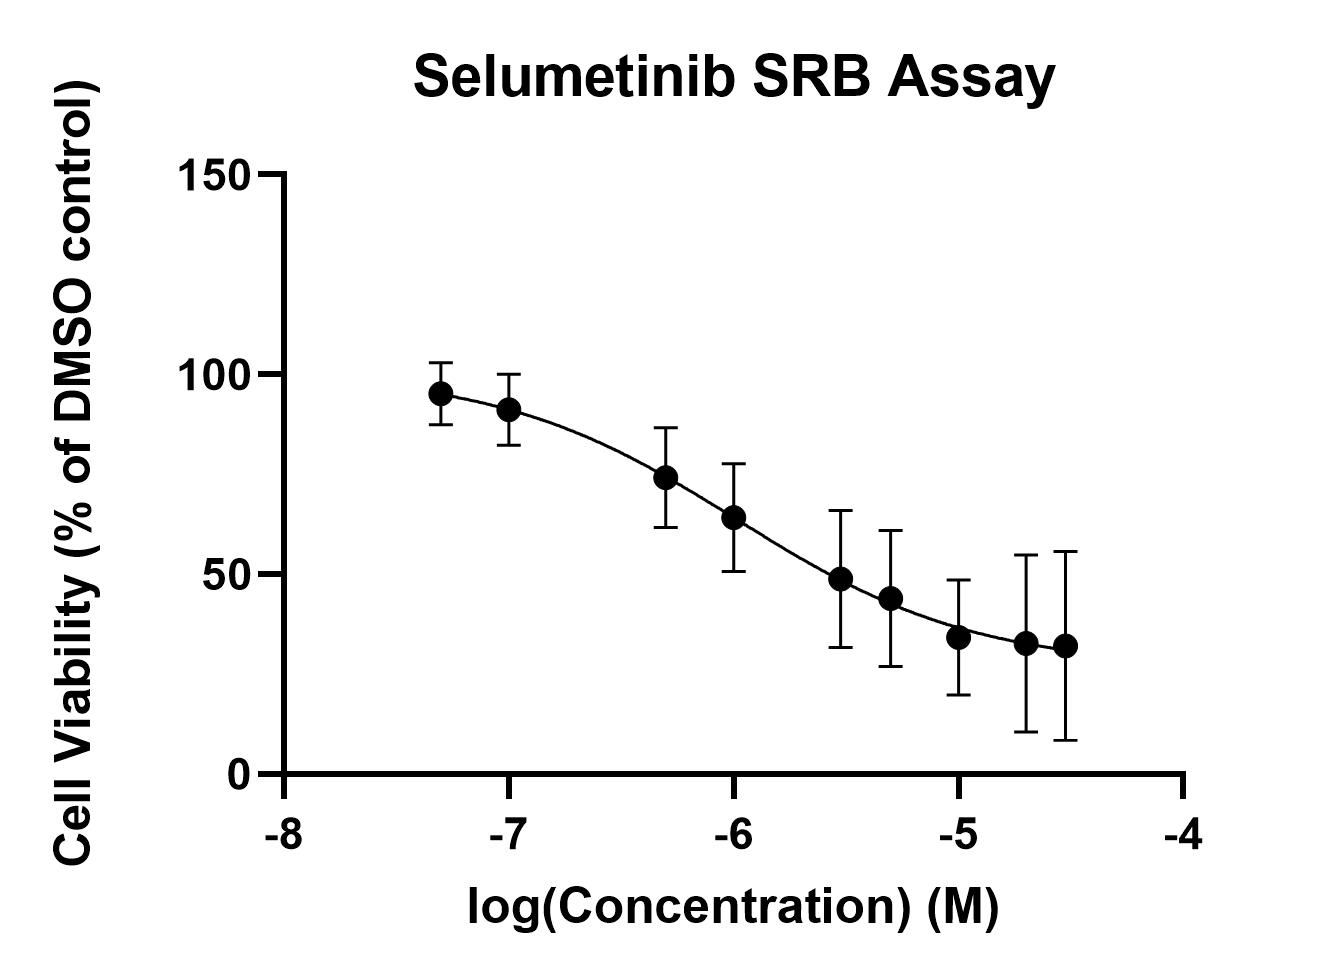 Selumetinib SRB Assay
Cell Viability (% of DMSO control)
150
100
50
0
-8 -7 -6 -5 -4
log(Concentration) (M)